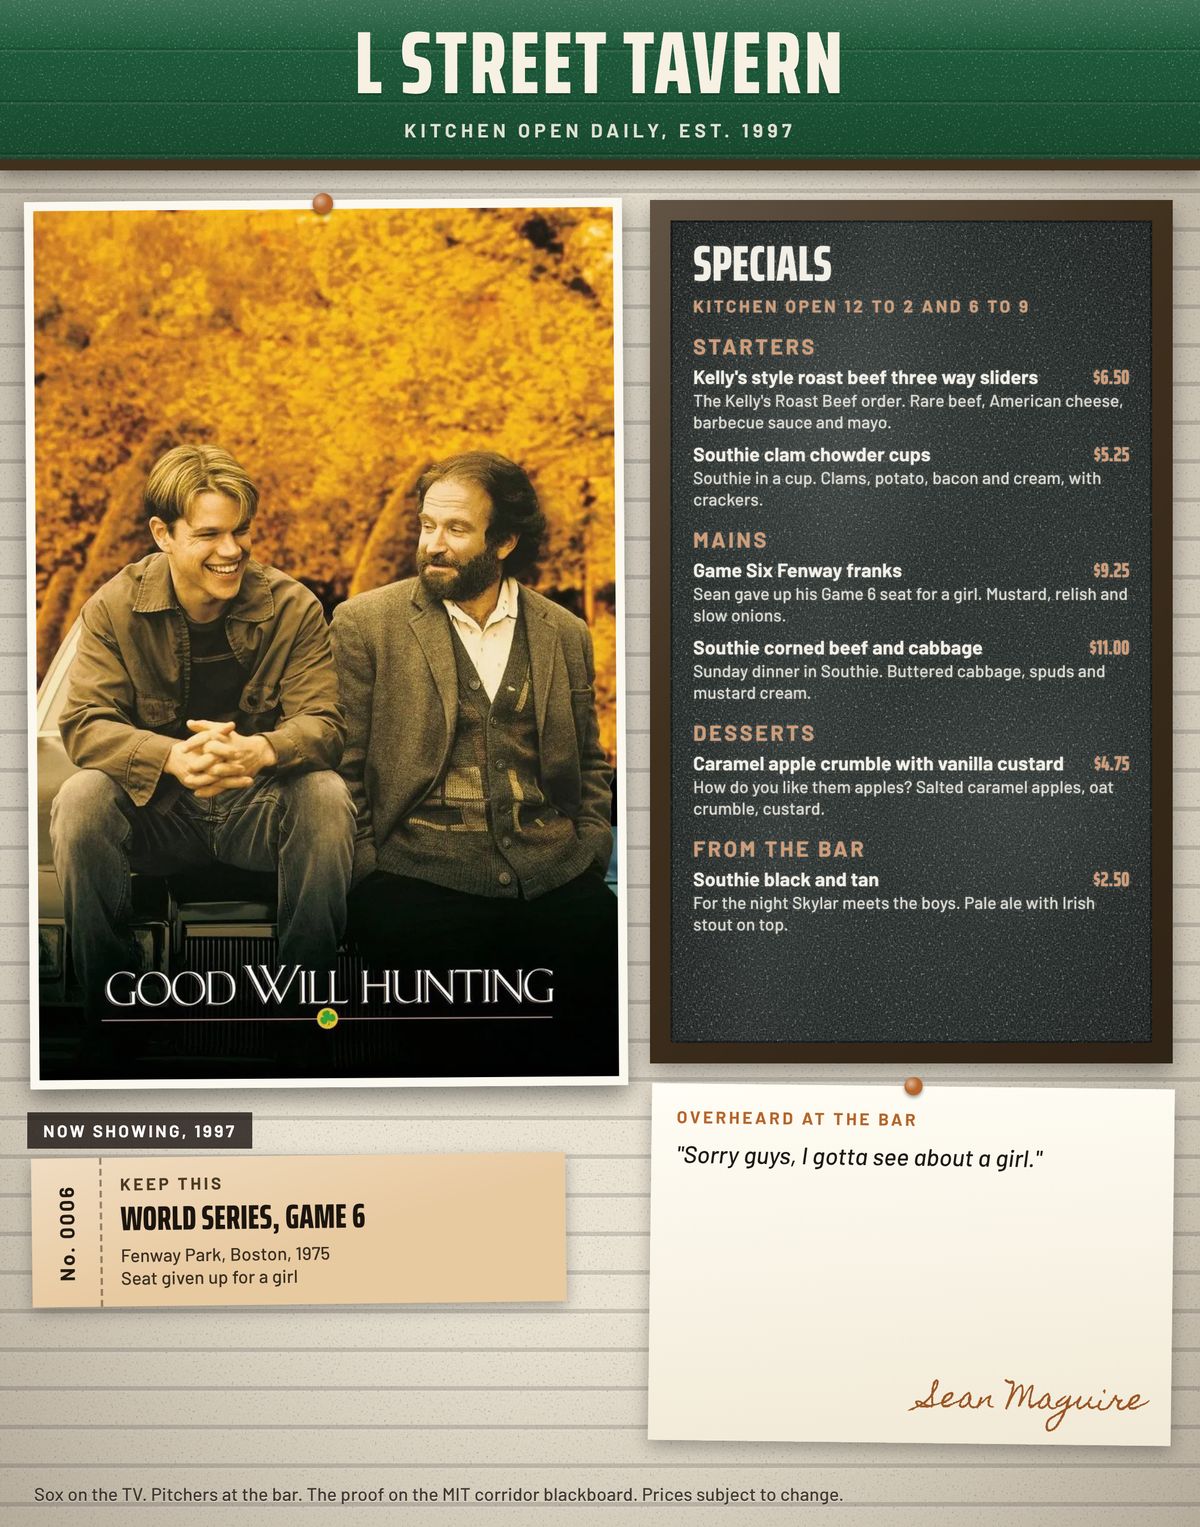 L STREET TAVERN
KITCHEN OPEN DAILY, EST. 1997
GOOD WILL HUNTING
NOW SHOWING, 1997
No. 0006
KEEP THIS
WORLD SERIES, GAME 6
Fenway Park, Boston, 1975
Seat given up for a girl
SPECIALS
KITCHEN OPEN 12 TO 2 AND 6 TO 9
STARTERS
Kelly's style roast beef three way sliders $6.50
The Kelly's Roast Beef order. Rare beef, American cheese,
barbecue sauce and mayo.
Southie clam chowder cups $5.25
Southie in a cup. Clams, potato, bacon and cream, with
crackers.
MAINS
Game Six Fenway franks $9.25
Sean gave up his Game 6 seat for a girl. Mustard, relish and
slow onions.
Southie corned beef and cabbage $11.00
Sunday dinner in Southie. Buttered cabbage, spuds and
mustard cream.
DESSERTS
Caramel apple crumble with vanilla custard $4.75
How do you like them apples? Salted caramel apples, oat
crumble, custard.
FROM THE BAR
Southie black and tan $2.50
For the night Skylar meets the boys. Pale ale with Irish
stout on top.
OVERHEARD AT THE BAR
"Sorry guys, I gotta see about a girl."
Sean Maguire
Sox on the TV. Pitchers at the bar. The proof on the MIT corridor blackboard. Prices subject to change.